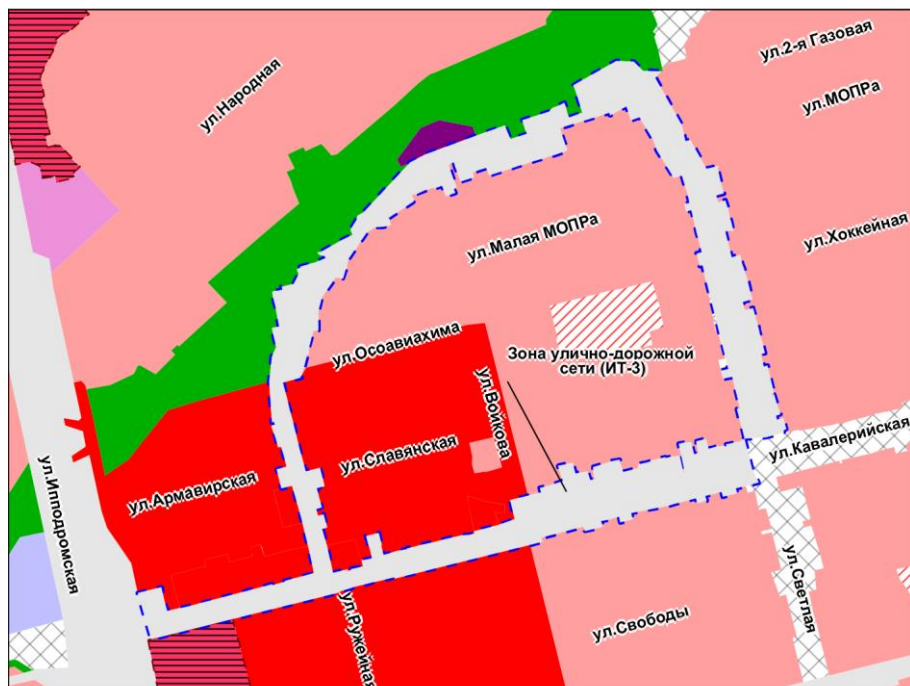 ул.2-я Газовая
ул.Народная
ул.МОПРа
ул.Хоккейная
ул.Малая МОПРа
ул.Осоавиахима
Зона улично-дорожной
сети (ИТ-3)
ул.Войкова
ул.Славянская
ул.Кавалерийская
ул.Армавирская
ул.Ипподромская
ул.Светлая
ул.Ружейная
ул.Свободы